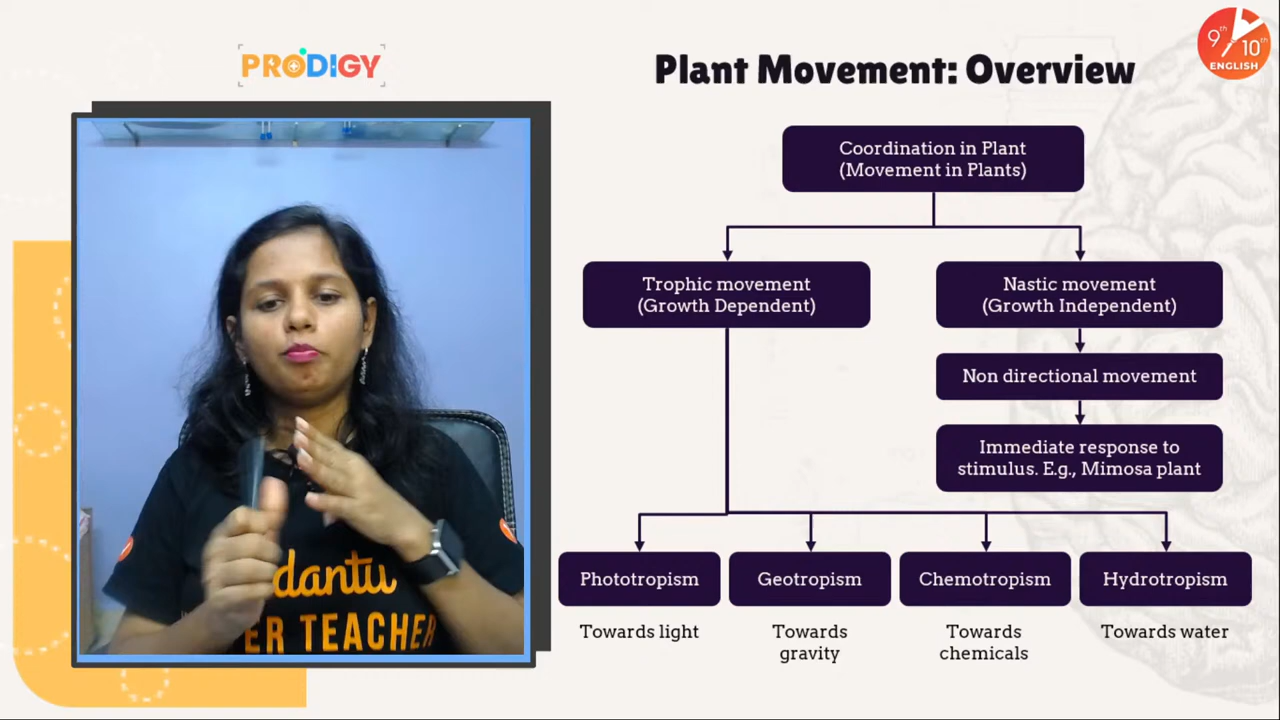 PRODIGY
Plant Movement: Overview
9th
10th
ENGLISH
Coordination in Plant
(Movement in Plants)
Trophic movement
(Growth Dependent)
Nastic movement
(Growth Independent)
Non directional movement
Immediate response to
stimulus. E.g., Mimosa plant
Phototropism
Geotropism
Chemotropism
Hydrotropism
Towards light
Towards
gravity
Towards
chemicals
Towards water
dantu
ER TEACHER